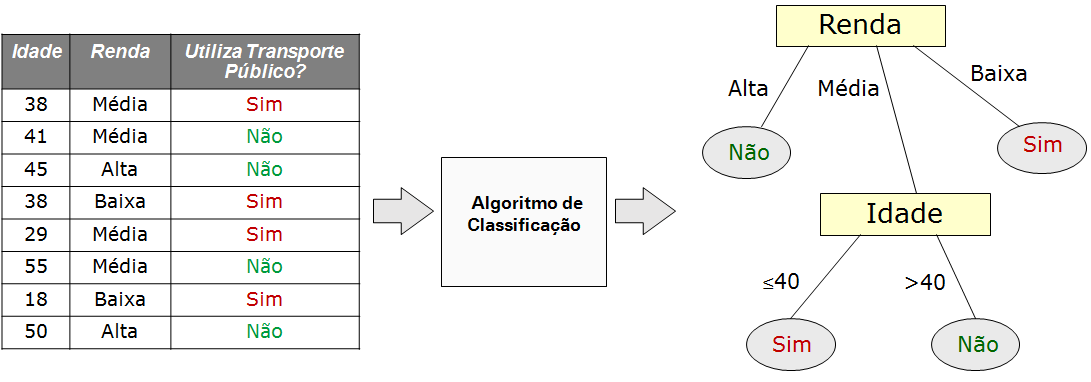 Idade Renda Utiliza Transporte
Público?
38 Média Sim
41 Média Não
45 Alta Não
38 Baixa Sim
29 Média Sim
55 Média Não
18 Baixa Sim
50 Alta Não
Algoritmo de
Classificação
Renda
Alta Média Baixa
Não Sim
Idade
≤40 >40
Sim Não